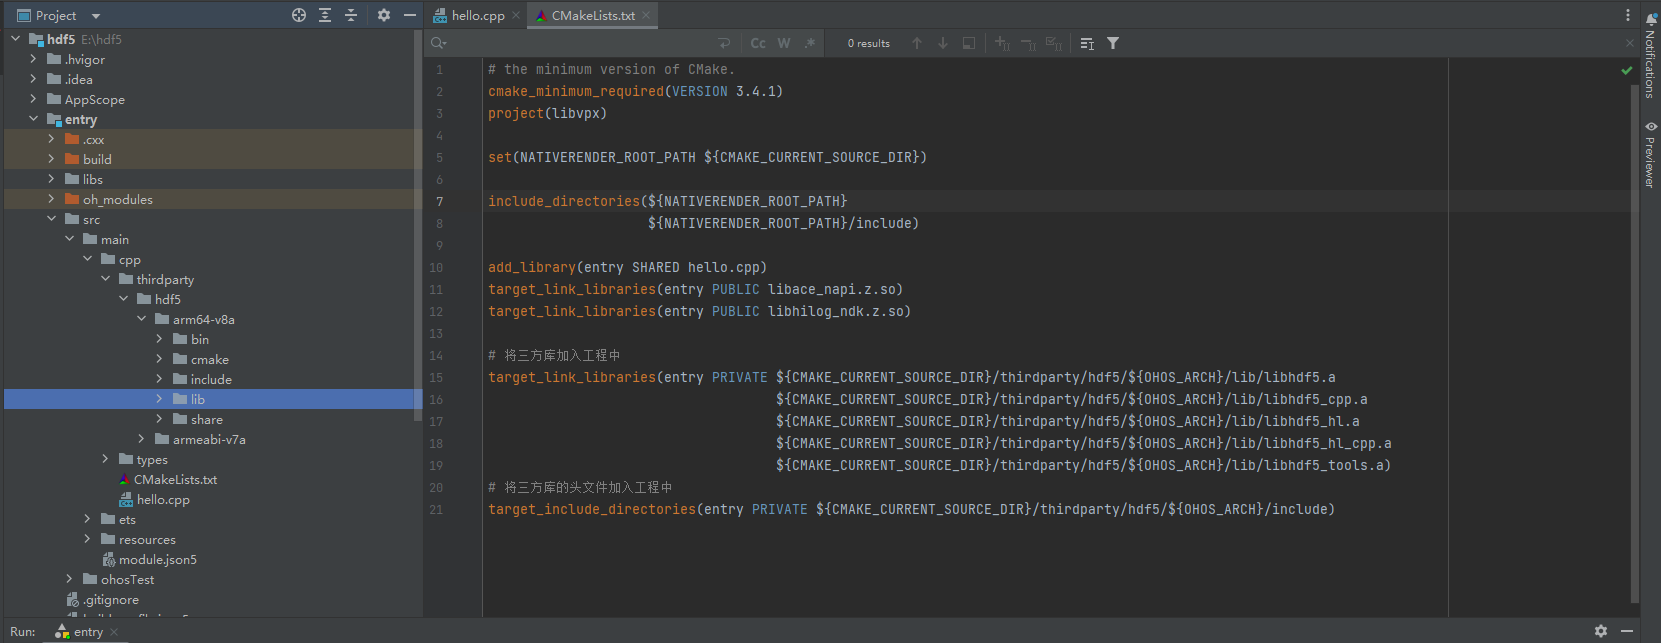 Project
hello.cpp
CMakeLists.txt
hdf5 E:\hdf5
.hvigor
.idea
AppScope
entry
.cxx
build
libs
oh_modules
src
main
cpp
thirdparty
hdf5
arm64-v8a
bin
cmake
include
lib
share
armeabi-v7a
types
CMakeLists.txt
hello.cpp
ets
resources
module.json5
ohosTest
.gitignore
Cc W .* 0 results
1 # the minimum version of CMake.
2 cmake_minimum_required(VERSION 3.4.1)
3 project(libvpx)
4
5 set(NATIVERENDER_ROOT_PATH ${CMAKE_CURRENT_SOURCE_DIR})
6
7 include_directories(${NATIVERENDER_ROOT_PATH}
8 ${NATIVERENDER_ROOT_PATH}/include)
9
10 add_library(entry SHARED hello.cpp)
11 target_link_libraries(entry PUBLIC libace_napi.z.so)
12 target_link_libraries(entry PUBLIC libhilog_ndk.z.so)
13
14 # 将三方库加入工程中
15 target_link_libraries(entry PRIVATE ${CMAKE_CURRENT_SOURCE_DIR}/thirdparty/hdf5/${OHOS_ARCH}/lib/libhdf5.a
16 ${CMAKE_CURRENT_SOURCE_DIR}/thirdparty/hdf5/${OHOS_ARCH}/lib/libhdf5_cpp.a
17 ${CMAKE_CURRENT_SOURCE_DIR}/thirdparty/hdf5/${OHOS_ARCH}/lib/libhdf5_hl.a
18 ${CMAKE_CURRENT_SOURCE_DIR}/thirdparty/hdf5/${OHOS_ARCH}/lib/libhdf5_hl_cpp.a
19 ${CMAKE_CURRENT_SOURCE_DIR}/thirdparty/hdf5/${OHOS_ARCH}/lib/libhdf5_tools.a)
20 # 将三方库的头文件加入工程中
21 target_include_directories(entry PRIVATE ${CMAKE_CURRENT_SOURCE_DIR}/thirdparty/hdf5/${OHOS_ARCH}/include)
Notifications
Previewer
Run: entry